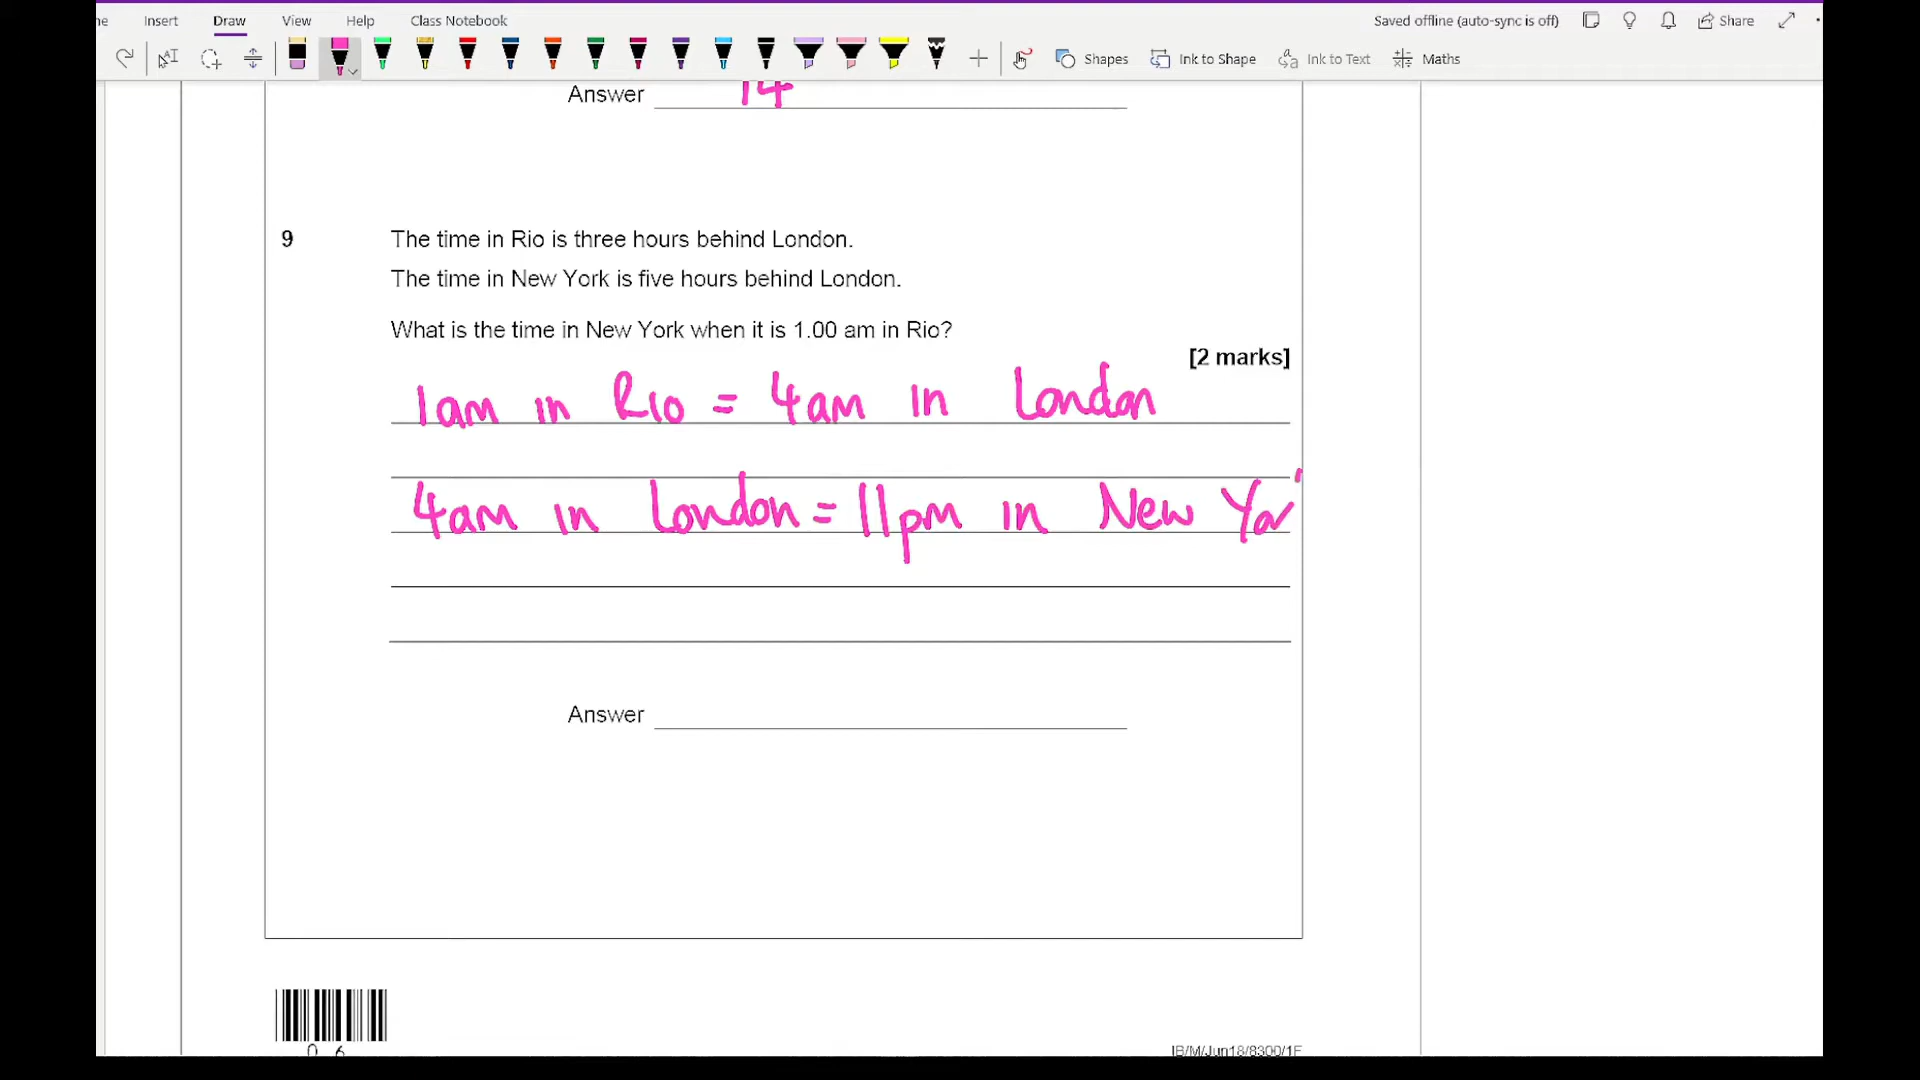 Insert Draw View Help Class Notebook Saved offline (auto-sync is off) Share
Shapes Ink to Shape Ink to Text Maths
Answer 14
9 The time in Rio is three hours behind London.
The time in New York is five hours behind London.
What is the time in New York when it is 1.00 am in Rio?
[2 marks]
1am in Rio = 4am in London
4am in London = 11pm in New Yor
Answer
0 6
IB/M/Jun18/8300/1F